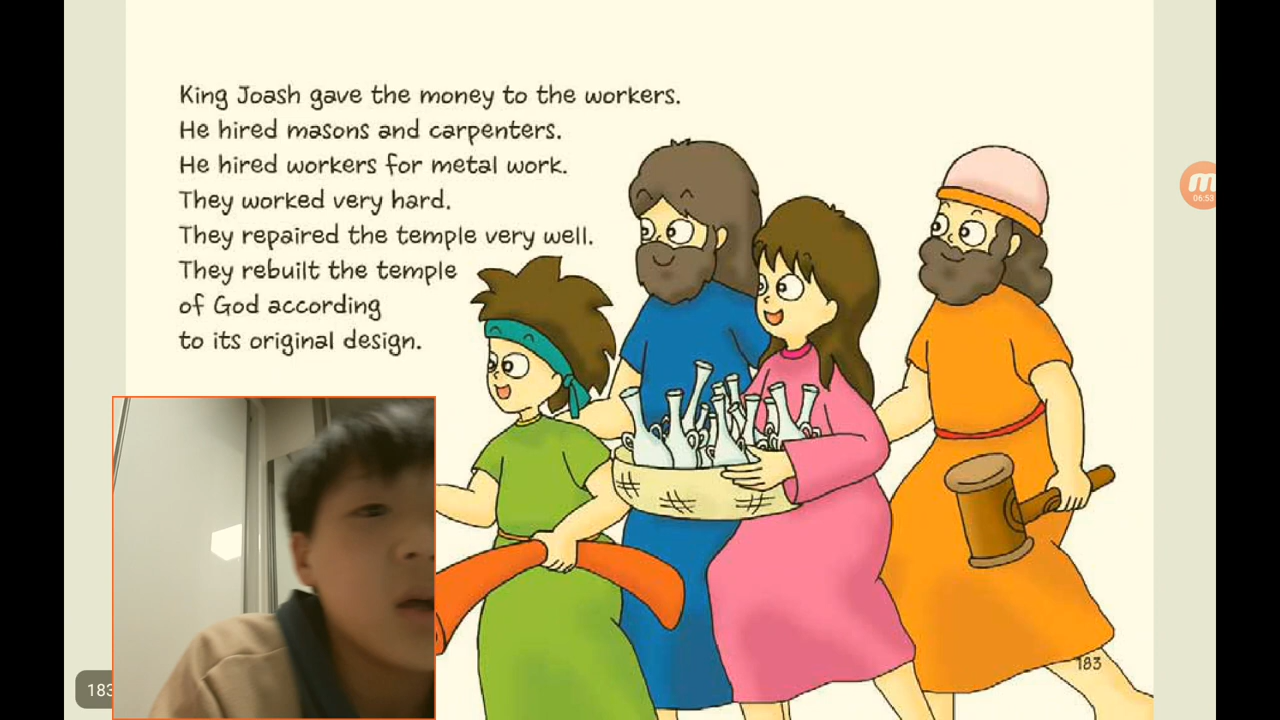 King Joash gave the money to the workers.
He hired masons and carpenters.
He hired workers for metal work.
They worked very hard.
They repaired the temple very well.
They rebuilt the temple
of God according
to its original design.
06:53
183
183